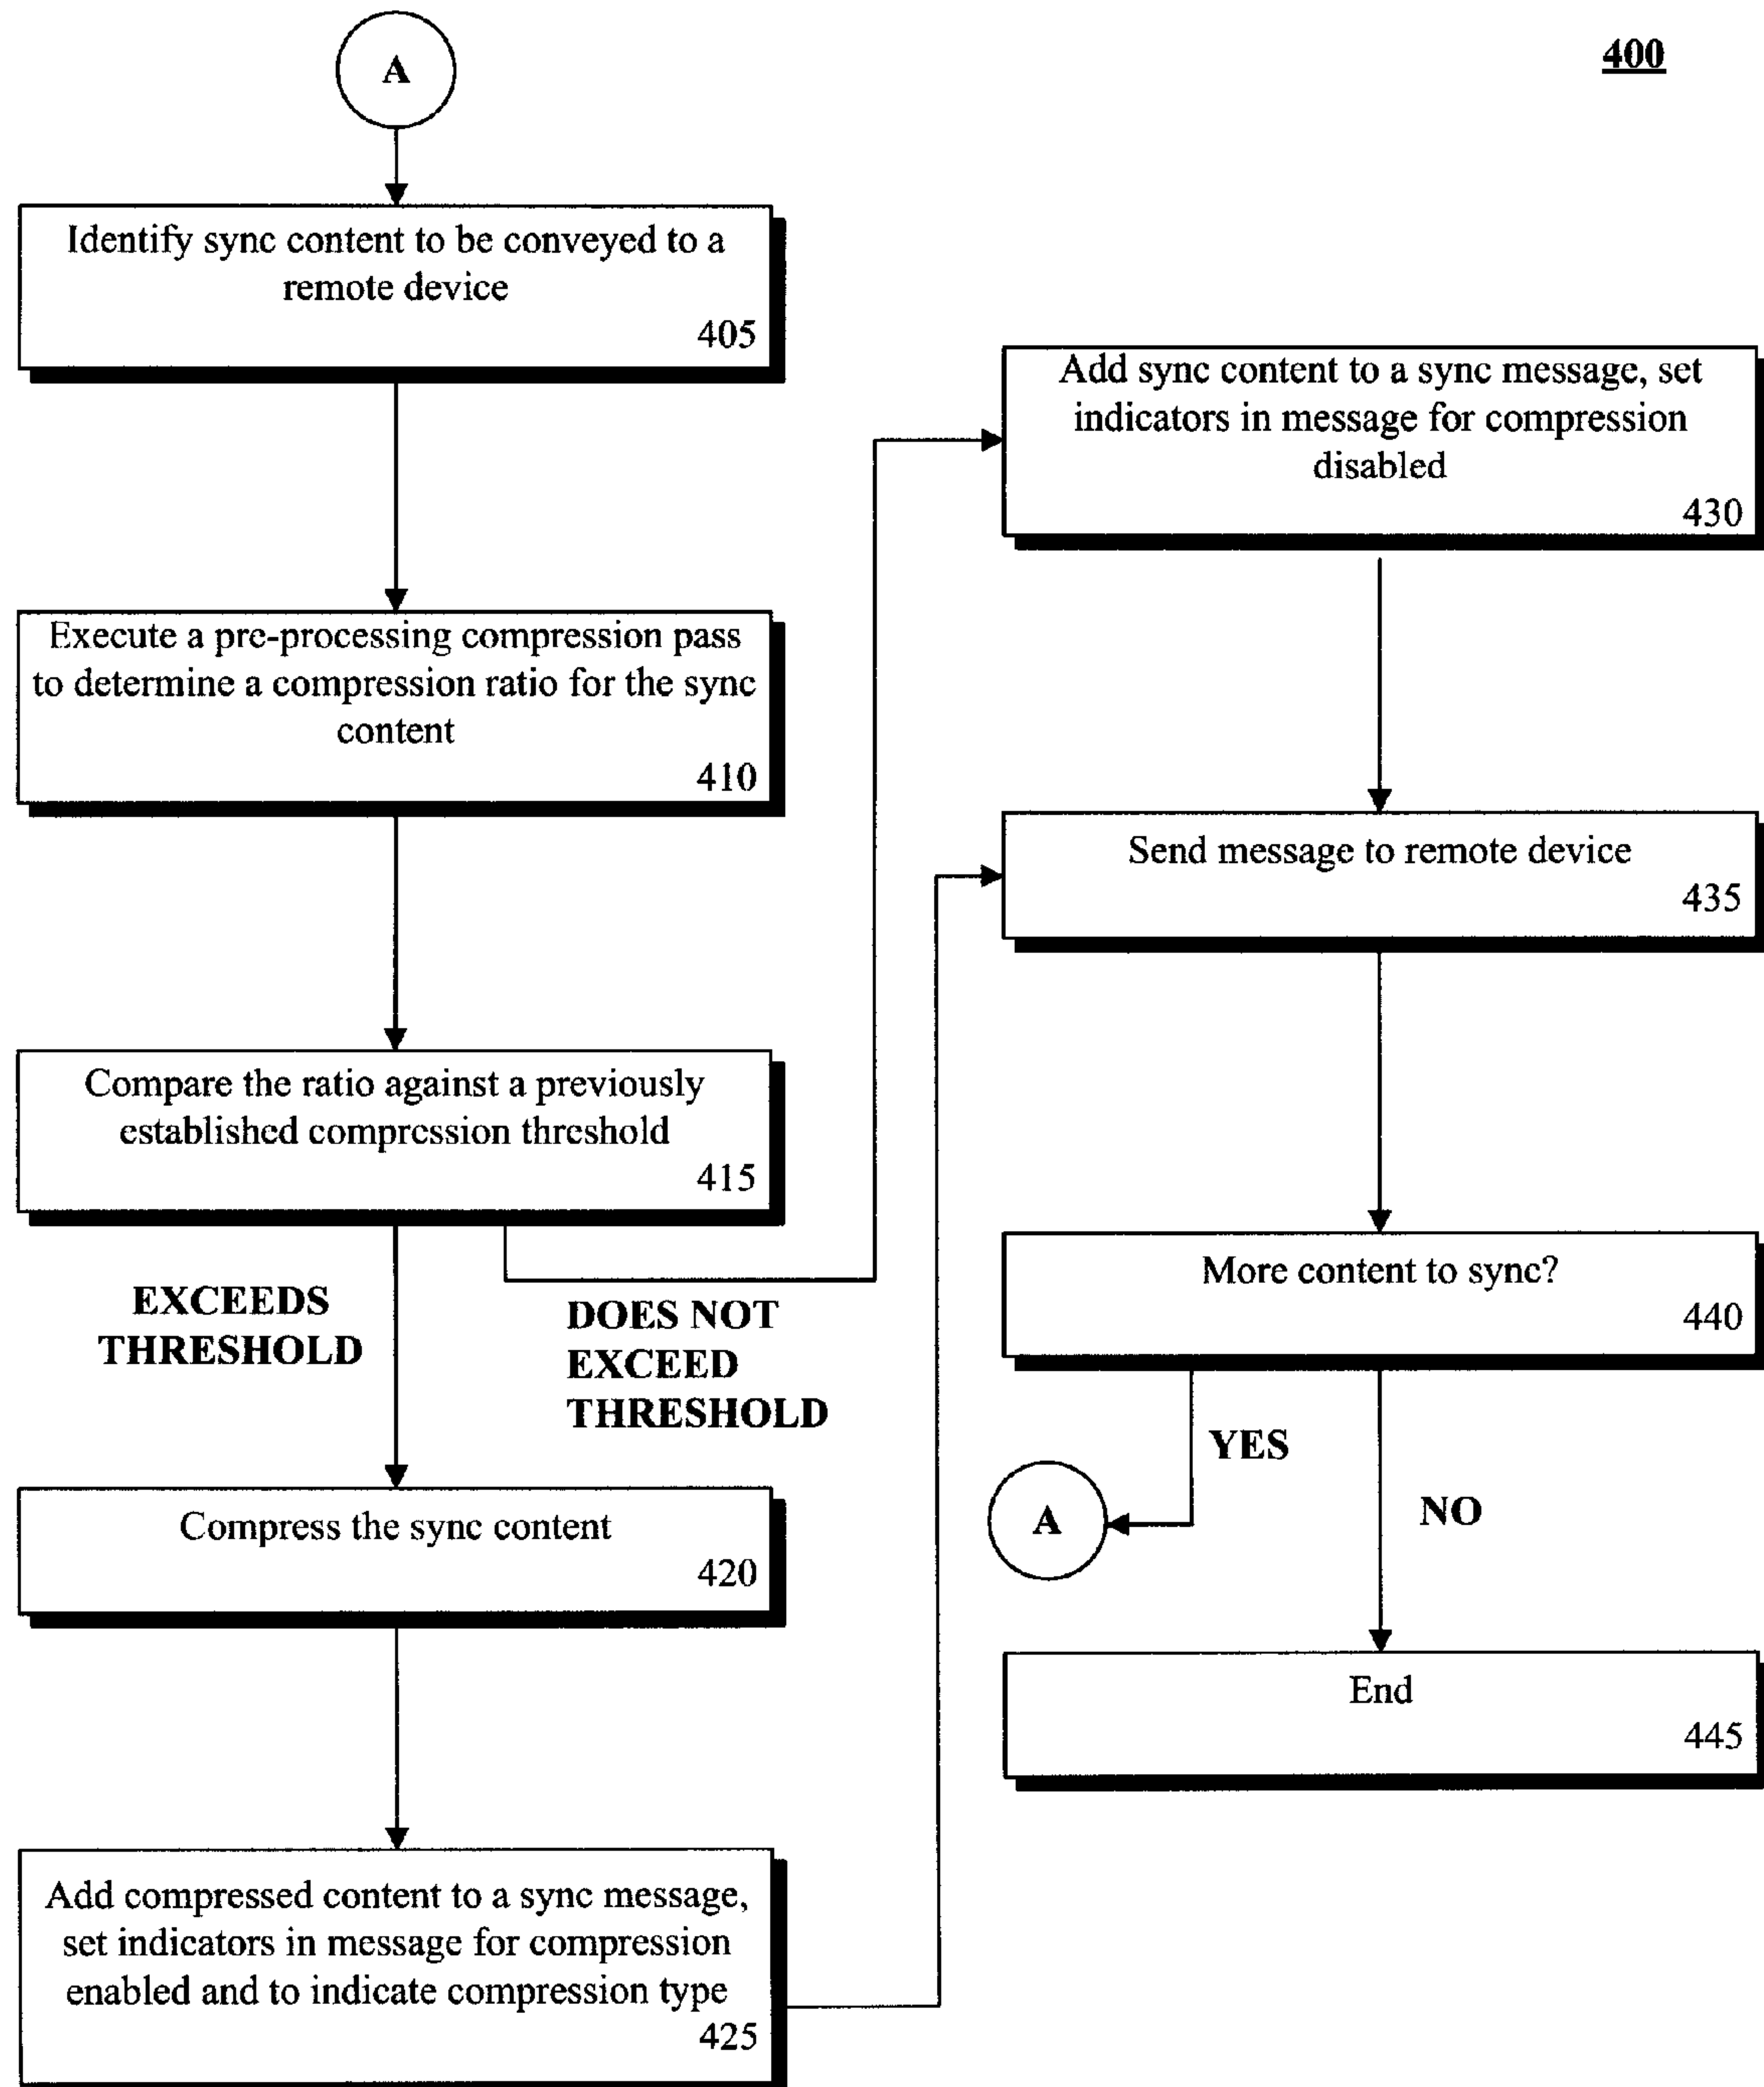 400
A
Identify sync content to be conveyed to a
remote device
405
Execute a pre-processing compression pass
to determine a compression ratio for the sync
content
410
Compare the ratio against a previously
established compression threshold
415
EXCEEDS
THRESHOLD
DOES NOT
EXCEED
THRESHOLD
Compress the sync content
420
Add compressed content to a sync message,
set indicators in message for compression
enabled and to indicate compression type
425
Add sync content to a sync message, set
indicators in message for compression
disabled
430
Send message to remote device
435
More content to sync?
440
YES
A
NO
End
445